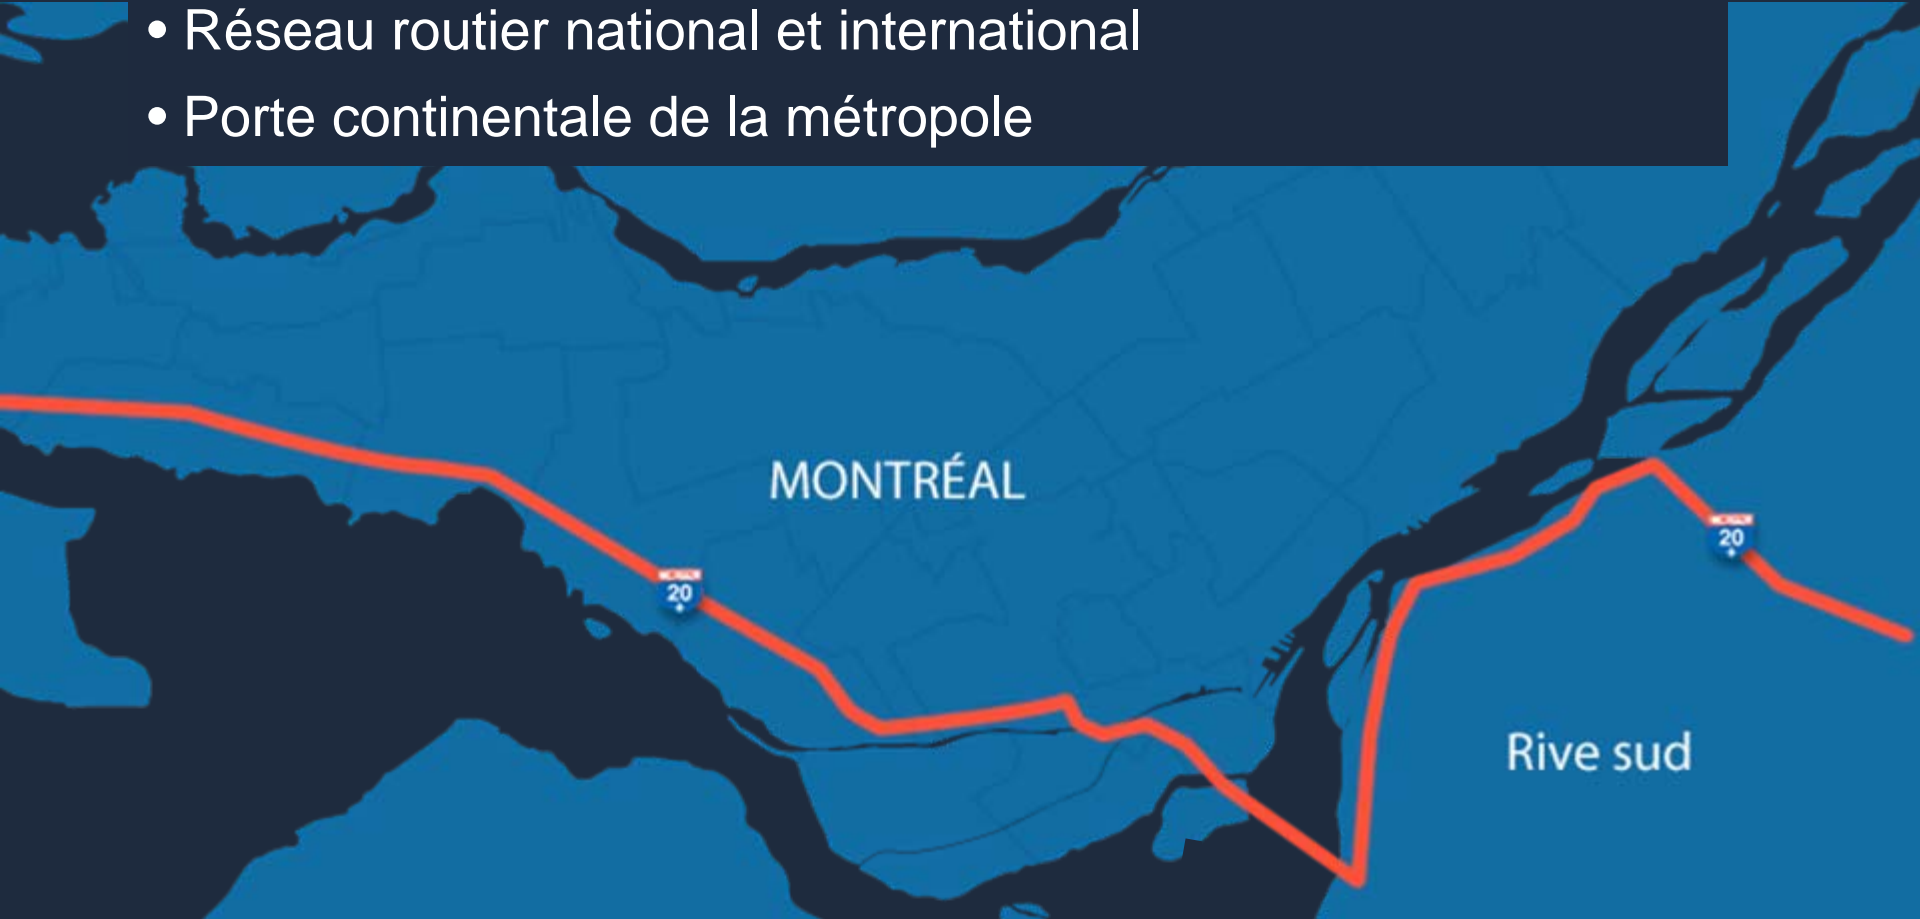 • Réseau routier national et international
• Porte continentale de la métropole
MONTRÉAL
20
20
Rive sud